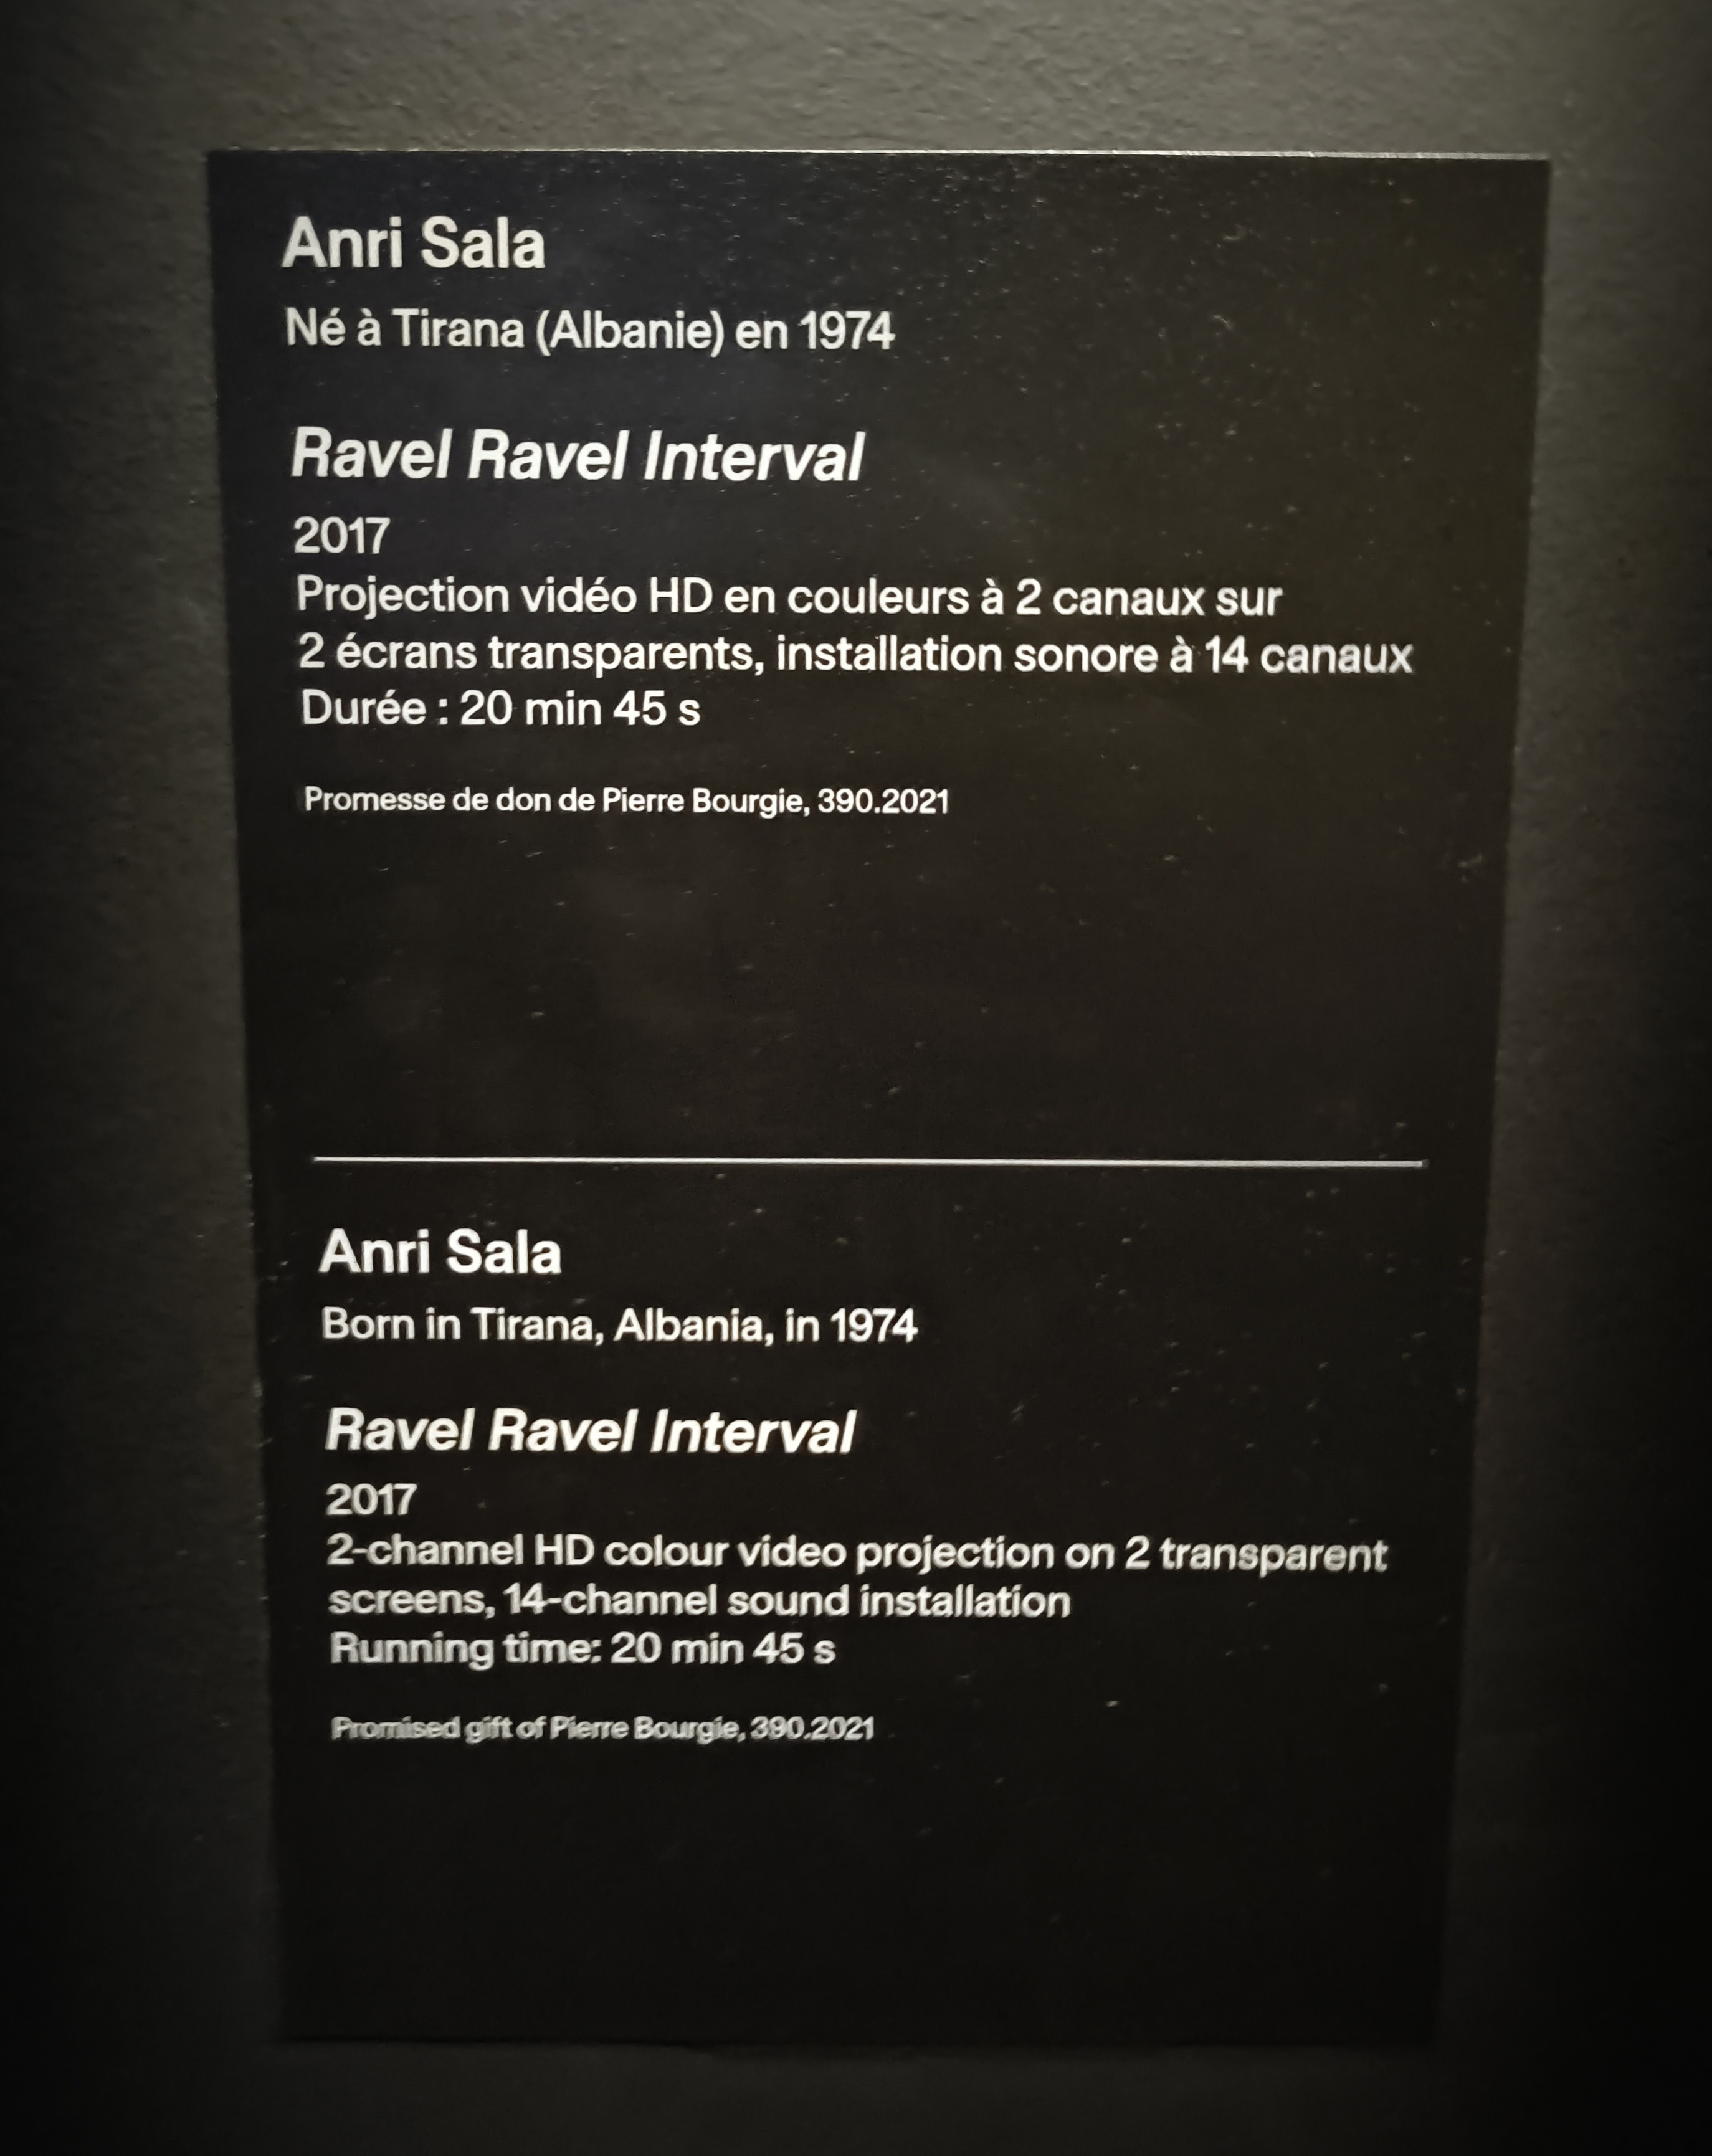 Anri Sala
Né à Tirana (Albanie) en 1974
Ravel Ravel Interval
2017
Projection vidéo HD en couleurs à 2 canaux sur
2 écrans transparents, installation sonore à 14 canaux
Durée : 20 min 45 s
Promesse de don de Pierre Bourgie, 390.2021
Anri Sala
Born in Tirana, Albania, in 1974
Ravel Ravel Interval
2017
2-channel HD colour video projection on 2 transparent
screens, 14-channel sound installation
Running time: 20 min 45 s
Promised gift of Pierre Bourgie, 390.2021